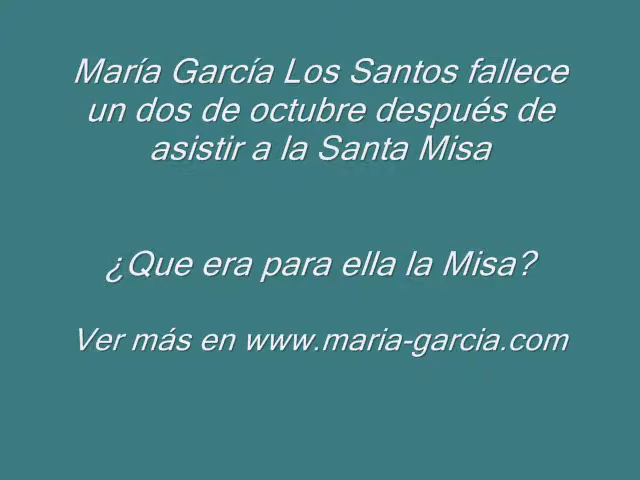 María García Los Santos fallece
un dos de octubre después de
asistir a la Santa Misa
¿Que era para ella la Misa?
Ver más en www.maria-garcia.com